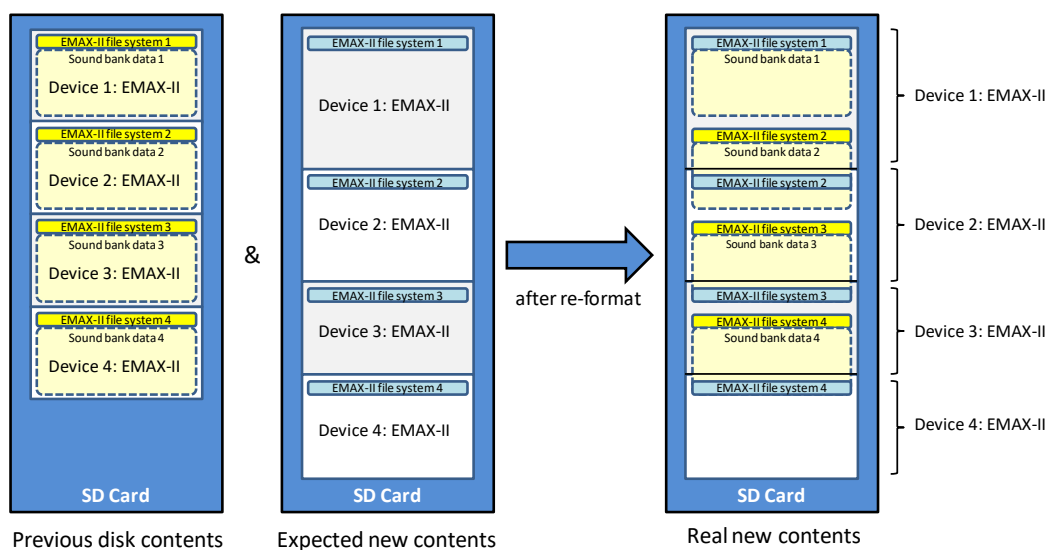 EMAX-II file system 1
Sound bank data 1
Device 1: EMAX-II
EMAX-II file system 2
Sound bank data 2
Device 2: EMAX-II
EMAX-II file system 3
Sound bank data 3
Device 3: EMAX-II
EMAX-II file system 4
Sound bank data 4
Device 4: EMAX-II
SD Card
Previous disk contents
&
EMAX-II file system 1
Device 1: EMAX-II
EMAX-II file system 2
Device 2: EMAX-II
EMAX-II file system 3
Device 3: EMAX-II
EMAX-II file system 4
Device 4: EMAX-II
SD Card
Expected new contents
after re-format
EMAX-II file system 1
Sound bank data 1
EMAX-II file system 2
Sound bank data 2
EMAX-II file system 2
EMAX-II file system 3
Sound bank data 3
EMAX-II file system 3
EMAX-II file system 4
Sound bank data 4
EMAX-II file system 4
SD Card
Real new contents
Device 1: EMAX-II
Device 2: EMAX-II
Device 3: EMAX-II
Device 4: EMAX-II